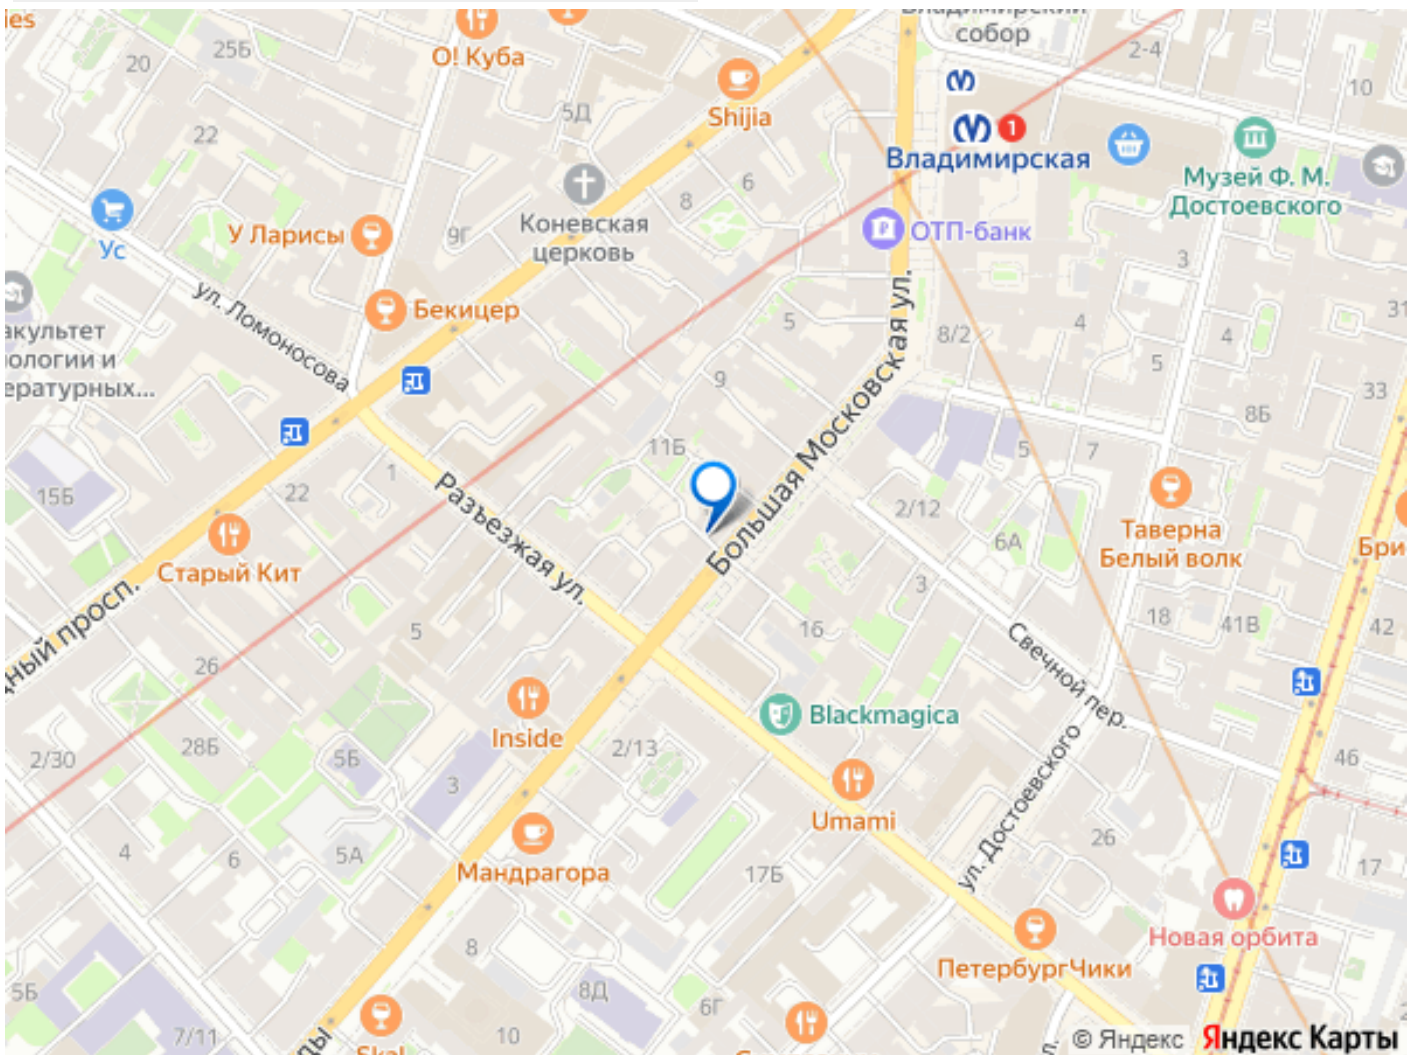 Владимирский
собор
2-4
20
25Б
О! Куба
5Д
Shijia
10
22
1
Владимирская
Музей Ф. М.
Достоевского
Ус
У Ларисы
9Г
Коневская
церковь
8
6
ОТП-банк
3
ул. Ломоносова
Бекицер
5
8/2
4
5
4
33
9
Большая Московская ул.
8Б
11Б
5
7
15Б
22
1
Разъезжая ул.
2/12
6А
Таверна
Белый волк
Бри
Старый Кит
3
18
41В
42
5
16
Свечной пер.
26
Blackmagica
Inside
2/13
2/30
28Б
5Б
3
46
Umami
ул. Достоевского
26
4
6
5А
Мандрагора
17Б
17
Новая орбита
8
ПетербургЧики
5Б
8Д
6Г
7/11
10
Skal
© Яндекс Яндекс Карты